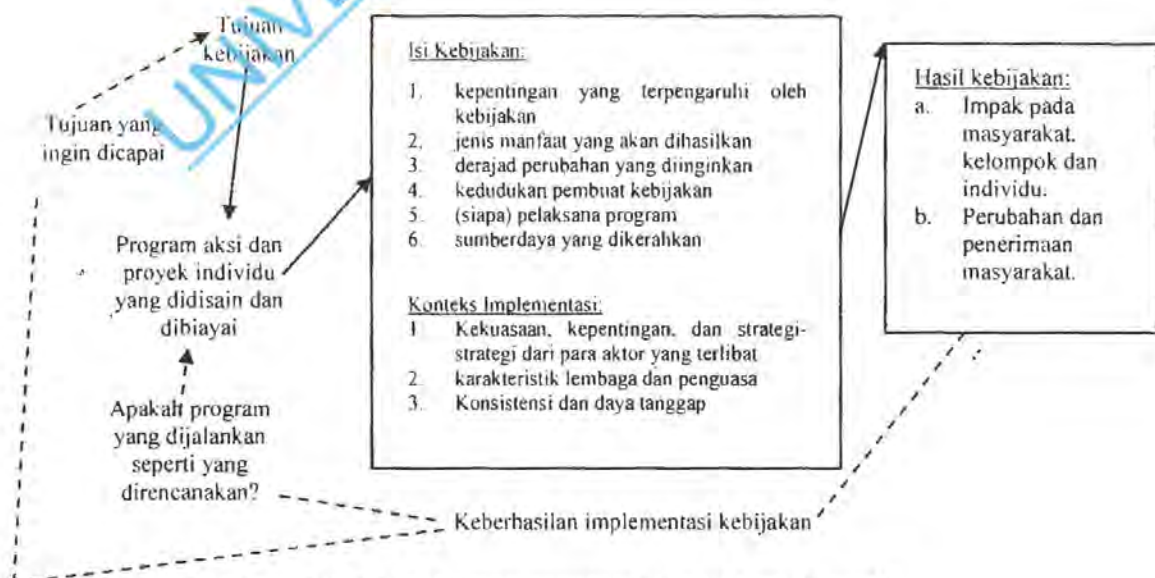 UNIVE
Tujuan
kebijakan
Tujuan yang
ingin dicapai
Program aksi dan
proyek individu
yang didisain dan
dibiayai
Apakah program
yang dijalankan
seperti yang
direncanakan?
Isi Kebijakan:
1. kepentingan yang terpengaruhi oleh
kebijakan
2. jenis manfaat yang akan dihasilkan
3. derajad perubahan yang diinginkan
4. kedudukan pembuat kebijakan
5. (siapa) pelaksana program
6. sumberdaya yang dikerahkan
Konteks Implementasi:
1. Kekuasaan, kepentingan, dan strategi-
strategi dari para aktor yang terlibat
2. karakteristik lembaga dan penguasa
3. Konsistensi dan daya tanggap
Hasil kebijakan:
a. Impak pada
masyarakat.
kelompok dan
individu.
b. Perubahan dan
penerimaan
masyarakat.
Keberhasilan implementasi kebijakan